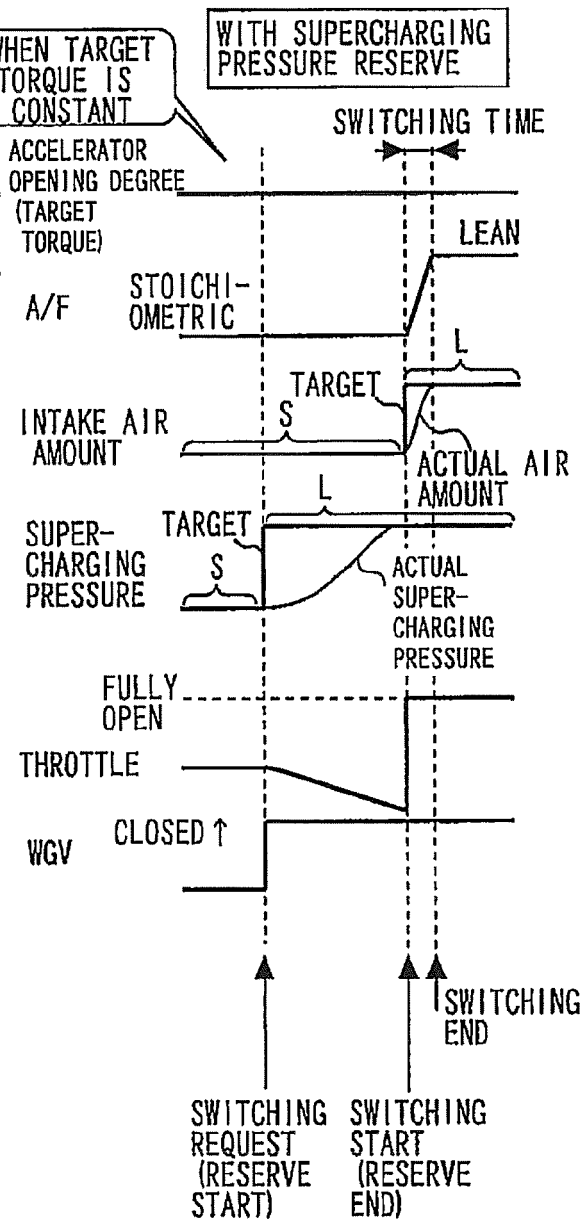 WHEN TARGET
TORQUE IS
CONSTANT
WITH SUPERCHARGING
PRESSURE RESERVE
SWITCHING TIME
ACCELERATOR
OPENING DEGREE
(TARGET
TORQUE)
LEAN
A/F
STOICHI-
OMETRIC
L
TARGET
S
INTAKE AIR
AMOUNT
ACTUAL AIR
AMOUNT
L
TARGET
SUPER-
CHARGING
PRESSURE
S
ACTUAL
SUPER-
CHARGING
PRESSURE
FULLY
OPEN
THROTTLE
CLOSED ↑
WGV
SWITCHING
END
SWITCHING
REQUEST
(RESERVE
START)
SWITCHING
START
(RESERVE
END)